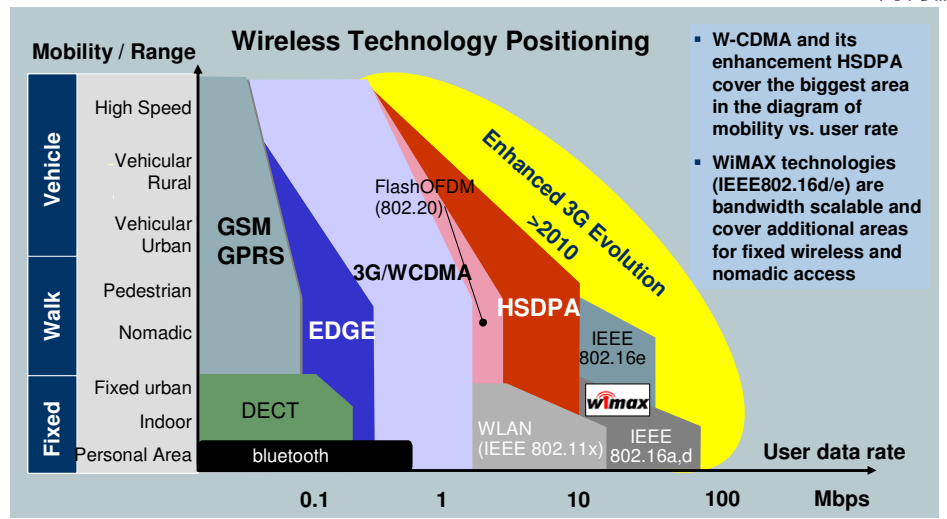 Wireless Technology Positioning
Mobility / Range
Vehicle
High Speed
Vehicular
Rural
Vehicular
Urban
Walk
Pedestrian
Nomadic
Fixed
Fixed urban
Indoor
Personal Area
GSM
GPRS
EDGE
3G/WCDMA
FlashOFDM
(802.20)
HSDPA
Enhanced 3G Evolution
>2010
IEEE
802.16e
wimax
DECT
bluetooth
WLAN
(IEEE 802.11x)
IEEE
802.16a,d
User data rate
0.1
1
10
100
Mbps
▪ W-CDMA and its
enhancement HSDPA
cover the biggest area
in the diagram of
mobility vs. user rate
▪ WiMAX technologies
(IEEE802.16d/e) are
bandwidth scalable and
cover additional areas
for fixed wireless and
nomadic access